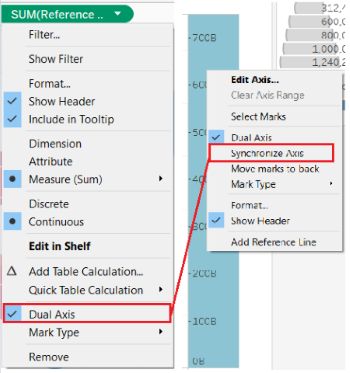 SUM(Reference ..
Filter...
Show Filter
Format...
Show Header
Include in Tooltip
Dimension
Attribute
Measure (Sum)
Discrete
Continuous
Edit in Shelf
Add Table Calculation...
Quick Table Calculation
Dual Axis
Mark Type
Remove
-700B
-200B
-100B
0B
Edit Axis...
Clear Axis Range
Select Marks
Dual Axis
Synchronize Axis
Move marks to back
Mark Type
Format...
Show Header
Add Reference Line
312,4
600,0
800,0
1.000,0
1,240,2